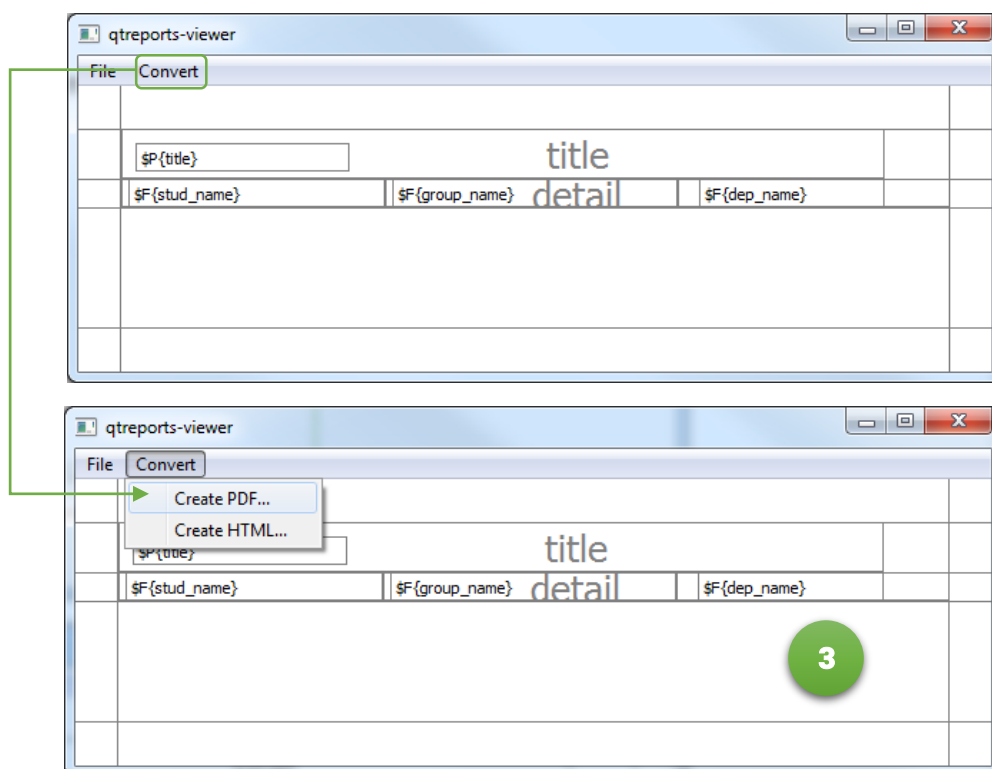 qtreports-viewer
File Convert
$P{title} title
$F{stud_name} $F{group_name} detail $F{dep_name}
qtreports-viewer
File Convert
Create PDF...
Create HTML...
$P{title} title
$F{stud_name} $F{group_name} detail $F{dep_name}
3